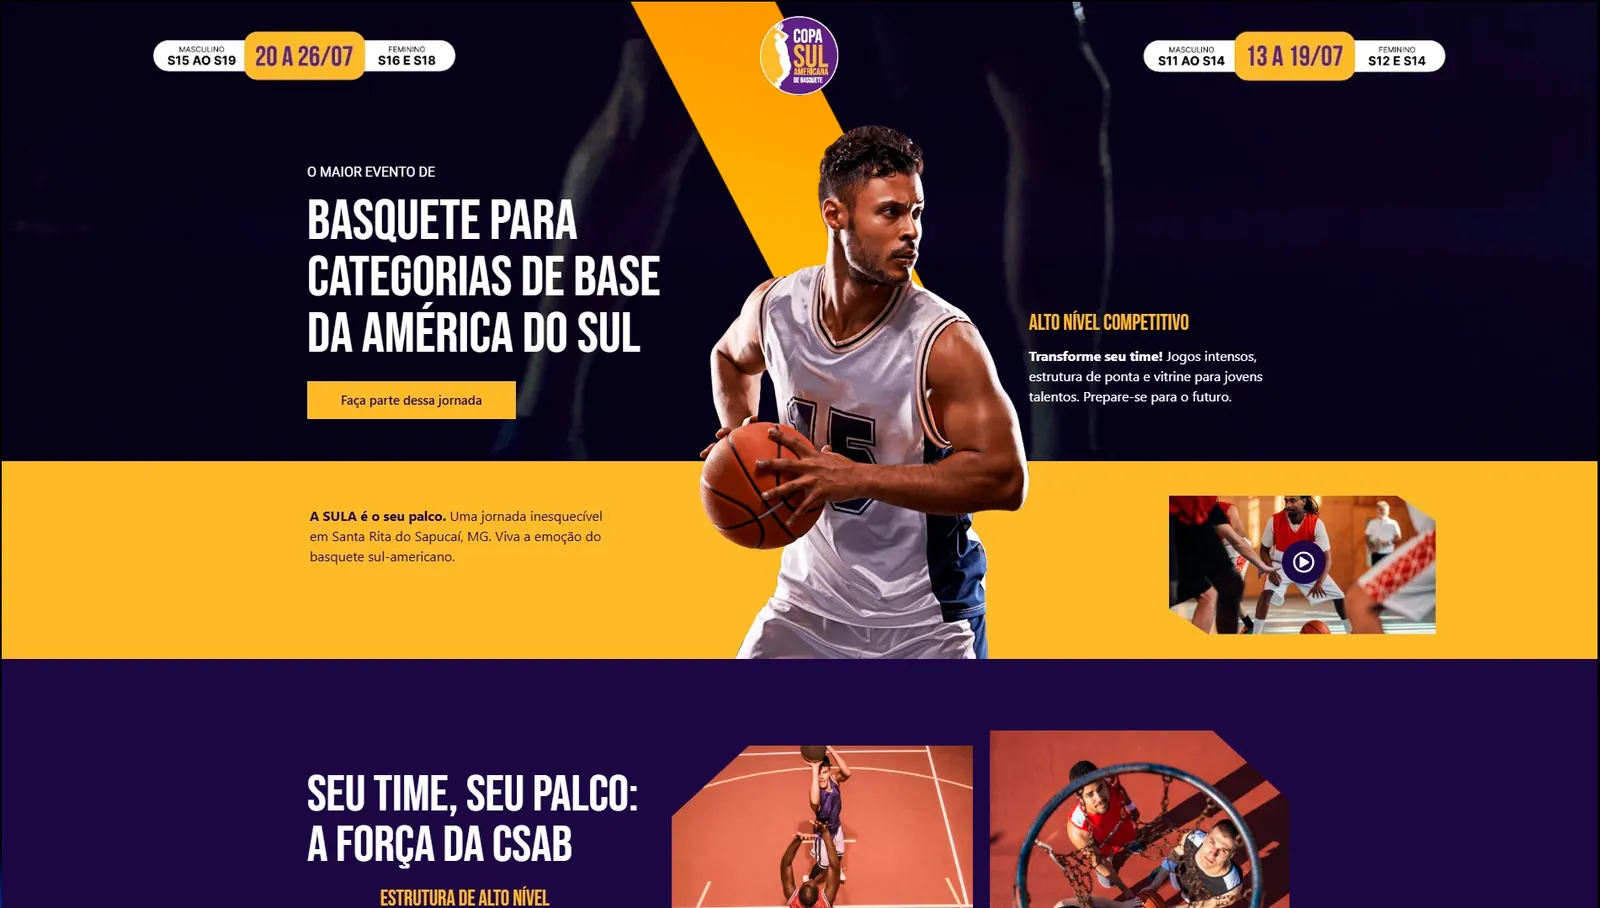 MASCULINO
S15 AO S19
20 A 26/07
FEMININO
S16 E S18
COPA
SUL
AMERICANA
DE BASQUETE
MASCULINO
S11 AO S14
13 A 19/07
FEMININO
S12 E S14
O MAIOR EVENTO DE
BASQUETE PARA
CATEGORIAS DE BASE
DA AMÉRICA DO SUL
Faça parte dessa jornada
ALTO NÍVEL COMPETITIVO
Transforme seu time! Jogos intensos,
estrutura de ponta e vitrine para jovens
talentos. Prepare-se para o futuro.
15
A SULA é o seu palco. Uma jornada inesquecível
em Santa Rita do Sapucaí, MG. Viva a emoção do
basquete sul-americano.
SEU TIME, SEU PALCO:
A FORÇA DA CSAB
ESTRUTURA DE ALTO NÍVEL